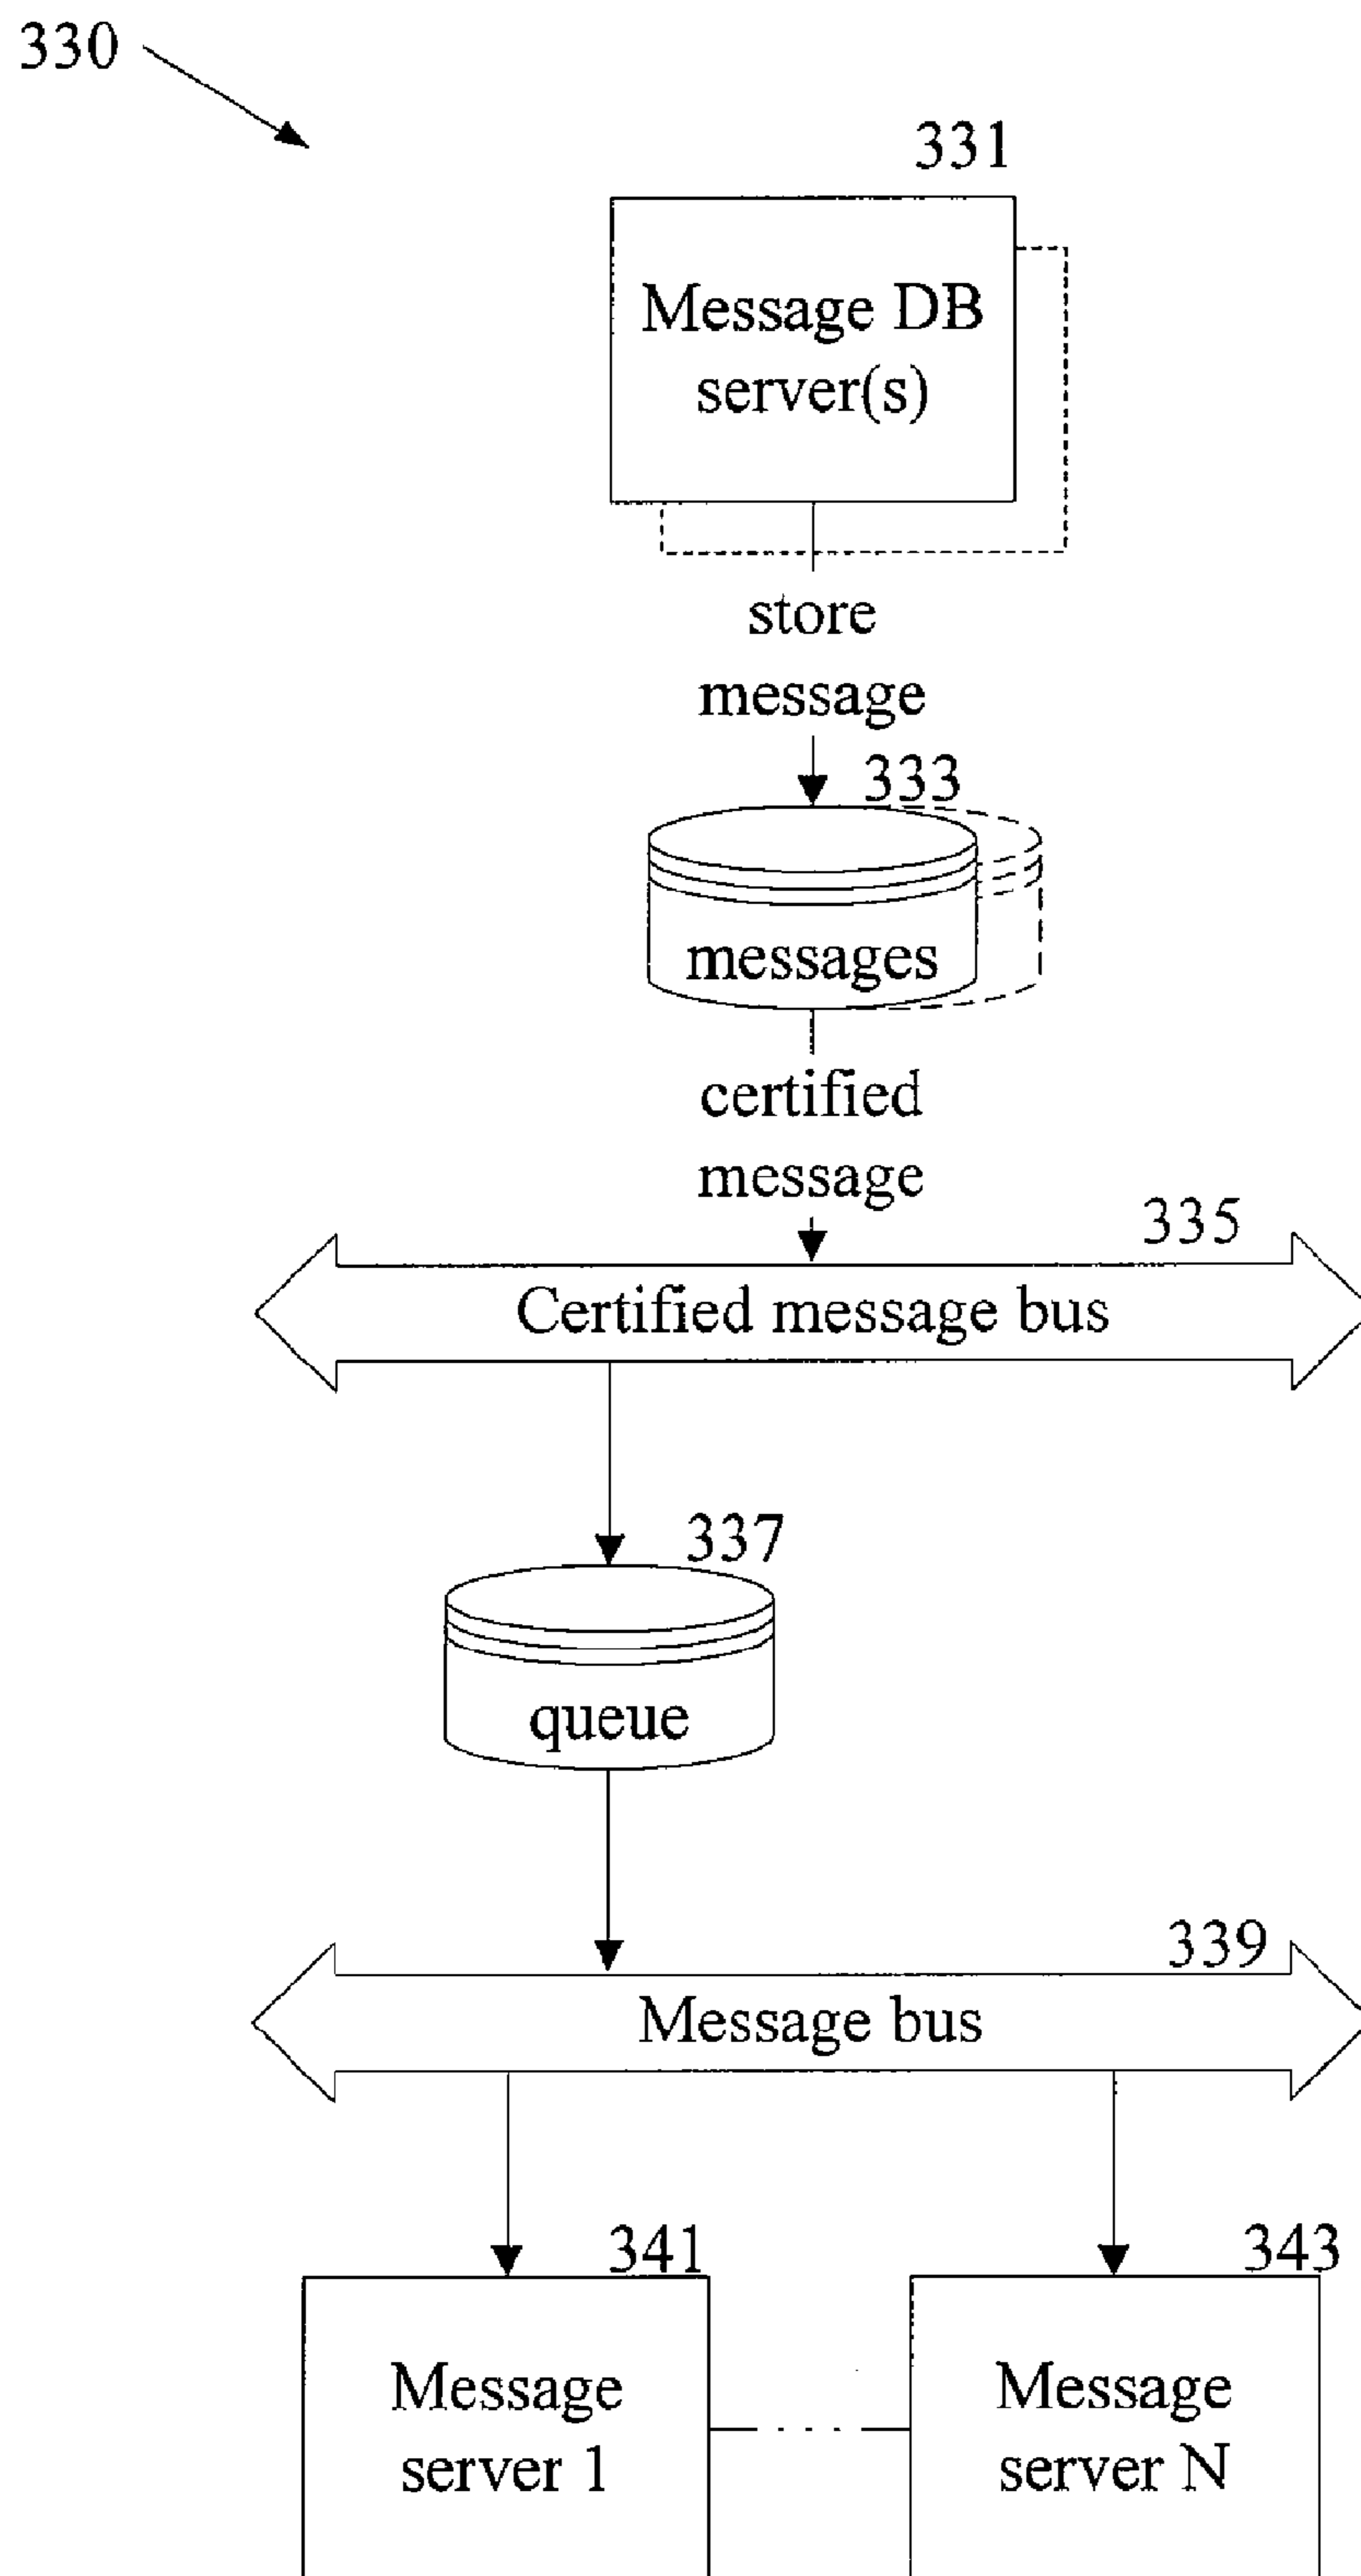 330
331
Message DB
server(s)
store
message
333
messages
certified
message
335
Certified message bus
337
queue
339
Message bus
341
343
Message
server 1
Message
server N